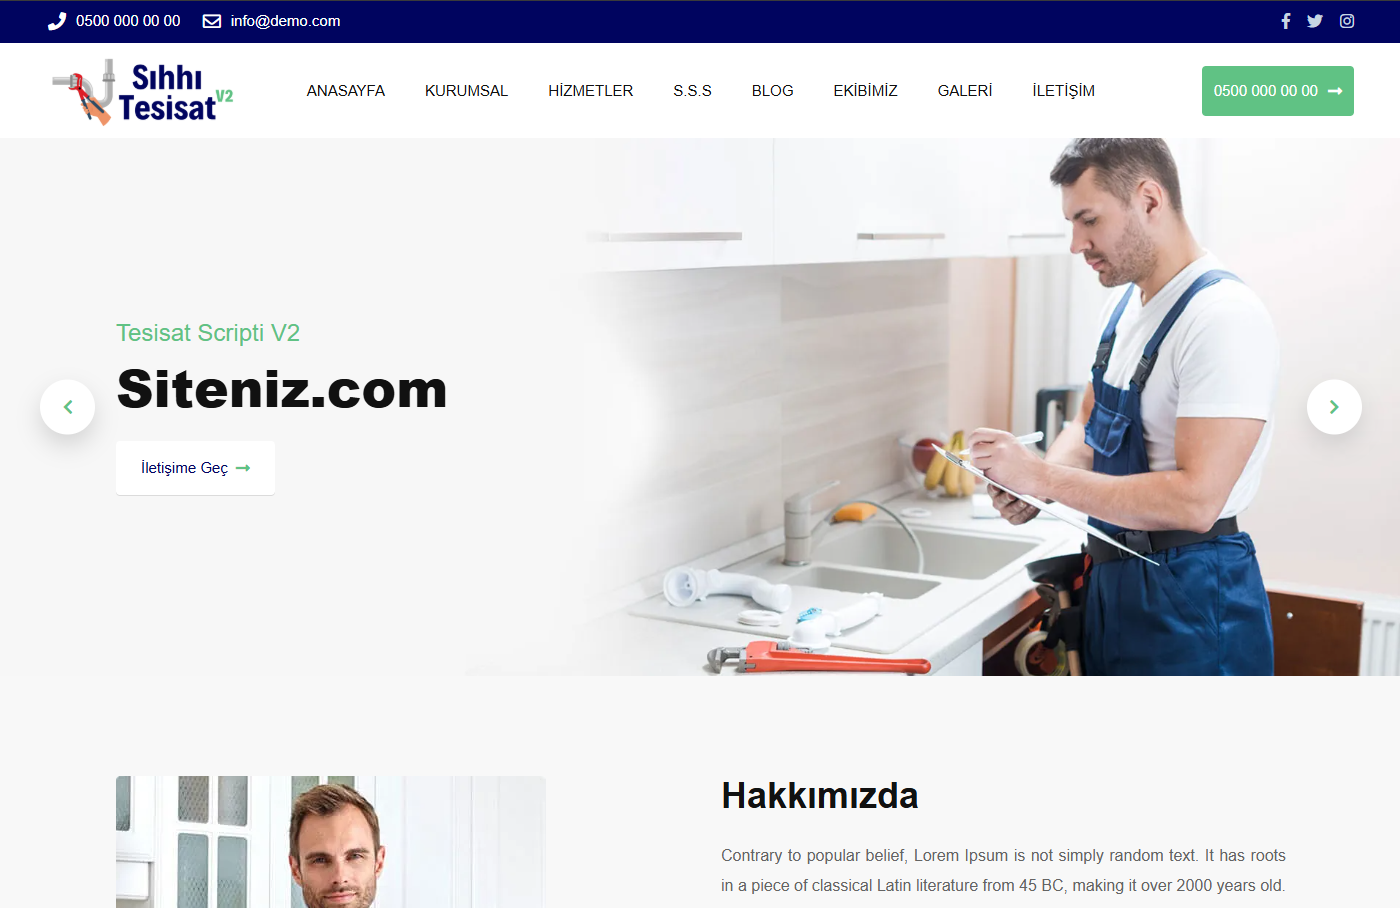 0500 000 00 00 info@demo.com
Sıhhı
Tesisat V2
ANASAYFA KURUMSAL HİZMETLER S.S.S BLOG EKİBİMİZ GALERİ İLETİŞİM
0500 000 00 00
Tesisat Scripti V2
Siteniz.com
İletişime Geç
Hakkımızda
Contrary to popular belief, Lorem Ipsum is not simply random text. It has roots
in a piece of classical Latin literature from 45 BC, making it over 2000 years old.